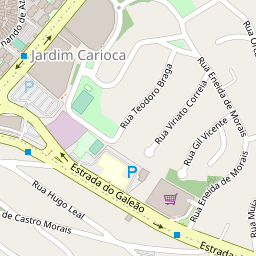 nando de Aza
Jardim Carioca
Rua Teodoro Braga
Rua Eneida de Morais
Rua Viriato Correia
Rua Gil Vicente
P
P
Estrada do Galeão
Rua Hugo Leal
Rua Eneida de Morais
de Castro Morais
Estrada